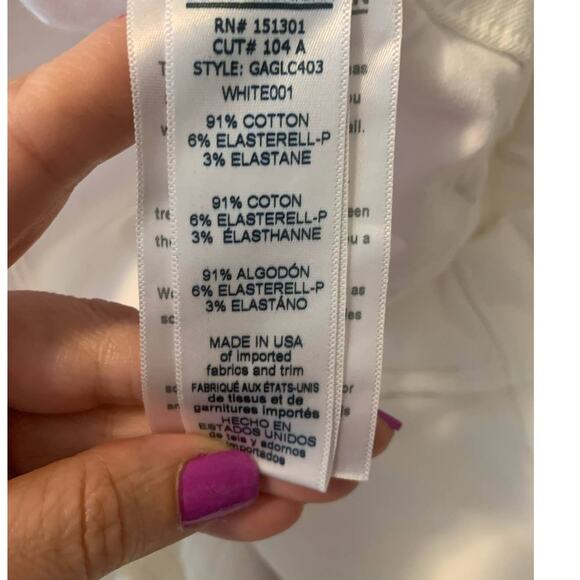 RN# 151301
CUT# 104 A
STYLE: GAGLC403
WHITE001
91% COTTON
6% ELASTERELL-P
3% ELASTANE
91% COTON
6% ELASTERELL-P
3% ÉLASTHANNE
91% ALGODÓN
6% ELASTERELL-P
3% ELASTÁNO
MADE IN USA
of imported
fabrics and trim
FABRIQUÉ AUX ÉTATS-UNIS
de tissus et de
garnitures importés
HECHO EN
ESTADOS UNIDOS
de tela y adornos
importados